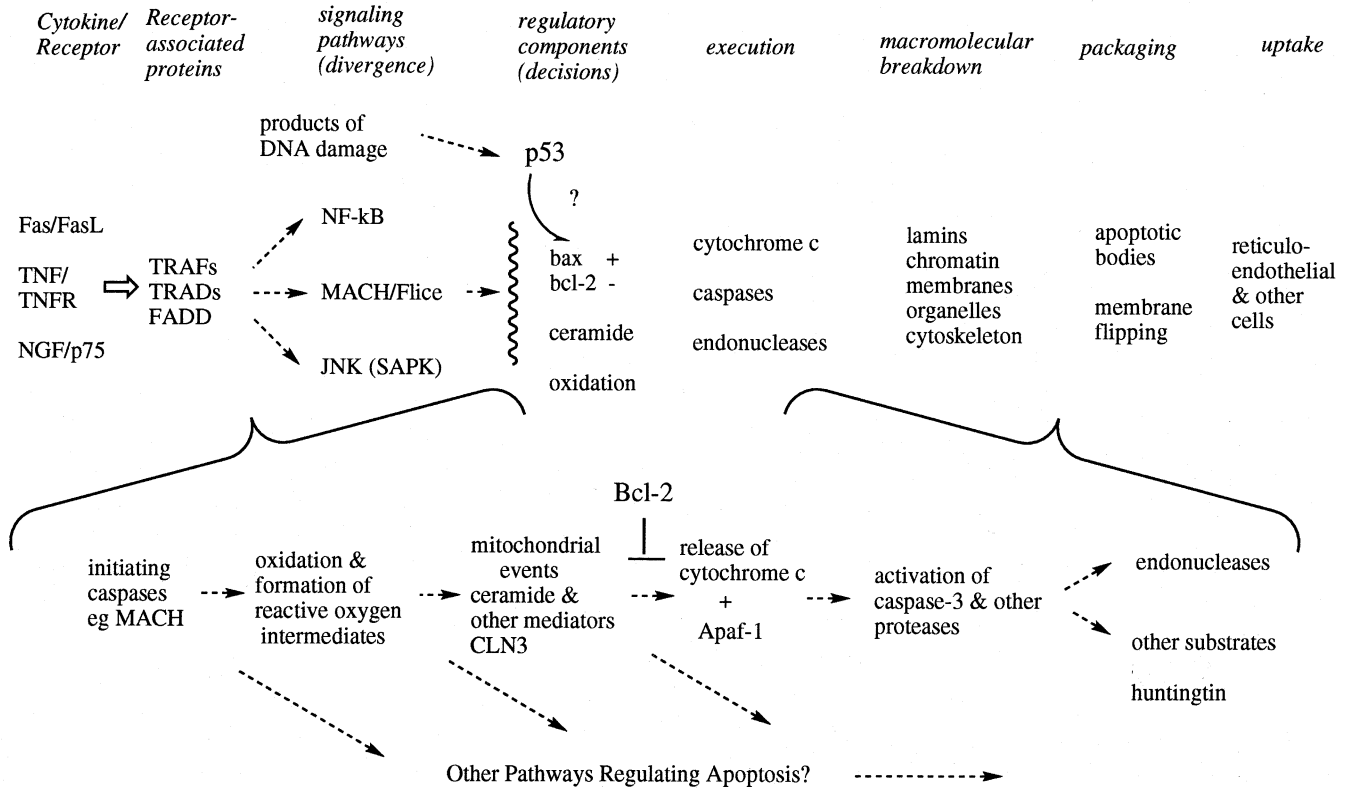 Cytokine/
Receptor
Receptor-
associated
proteins
signaling
pathways
(divergence)
regulatory
components
(decisions)
execution
macromolecular
breakdown
packaging
uptake
products of
DNA damage
p53
?
Fas/FasL
TNF/
TNFR
NGF/p75
TRAFs
TRADs
FADD
NF-kB
MACH/Flice
JNK (SAPK)
bax +
bcl-2 -
ceramide
oxidation
cytochrome c
caspases
endonucleases
lamins
chromatin
membranes
organelles
cytoskeleton
apoptotic
bodies
membrane
flipping
reticulo-
endothelial
& other
cells
Bcl-2
initiating
caspases
eg MACH
oxidation &
formation of
reactive oxygen
intermediates
mitochondrial
events
ceramide &
other mediators
CLN3
release of
cytochrome c
+
Apaf-1
activation of
caspase-3 & other
proteases
endonucleases
other substrates
huntingtin
Other Pathways Regulating Apoptosis?